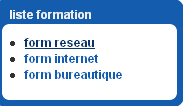 liste formation
form reseau
form internet
form bureautique